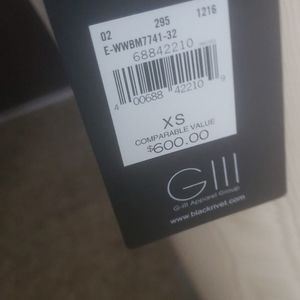 02 295 1216
E-WWBM7741-32
68842210
4 00688 42210 9
XS
COMPARABLE VALUE
$600.00
GIII
G-III Apparel Group
www.blackrivet.com